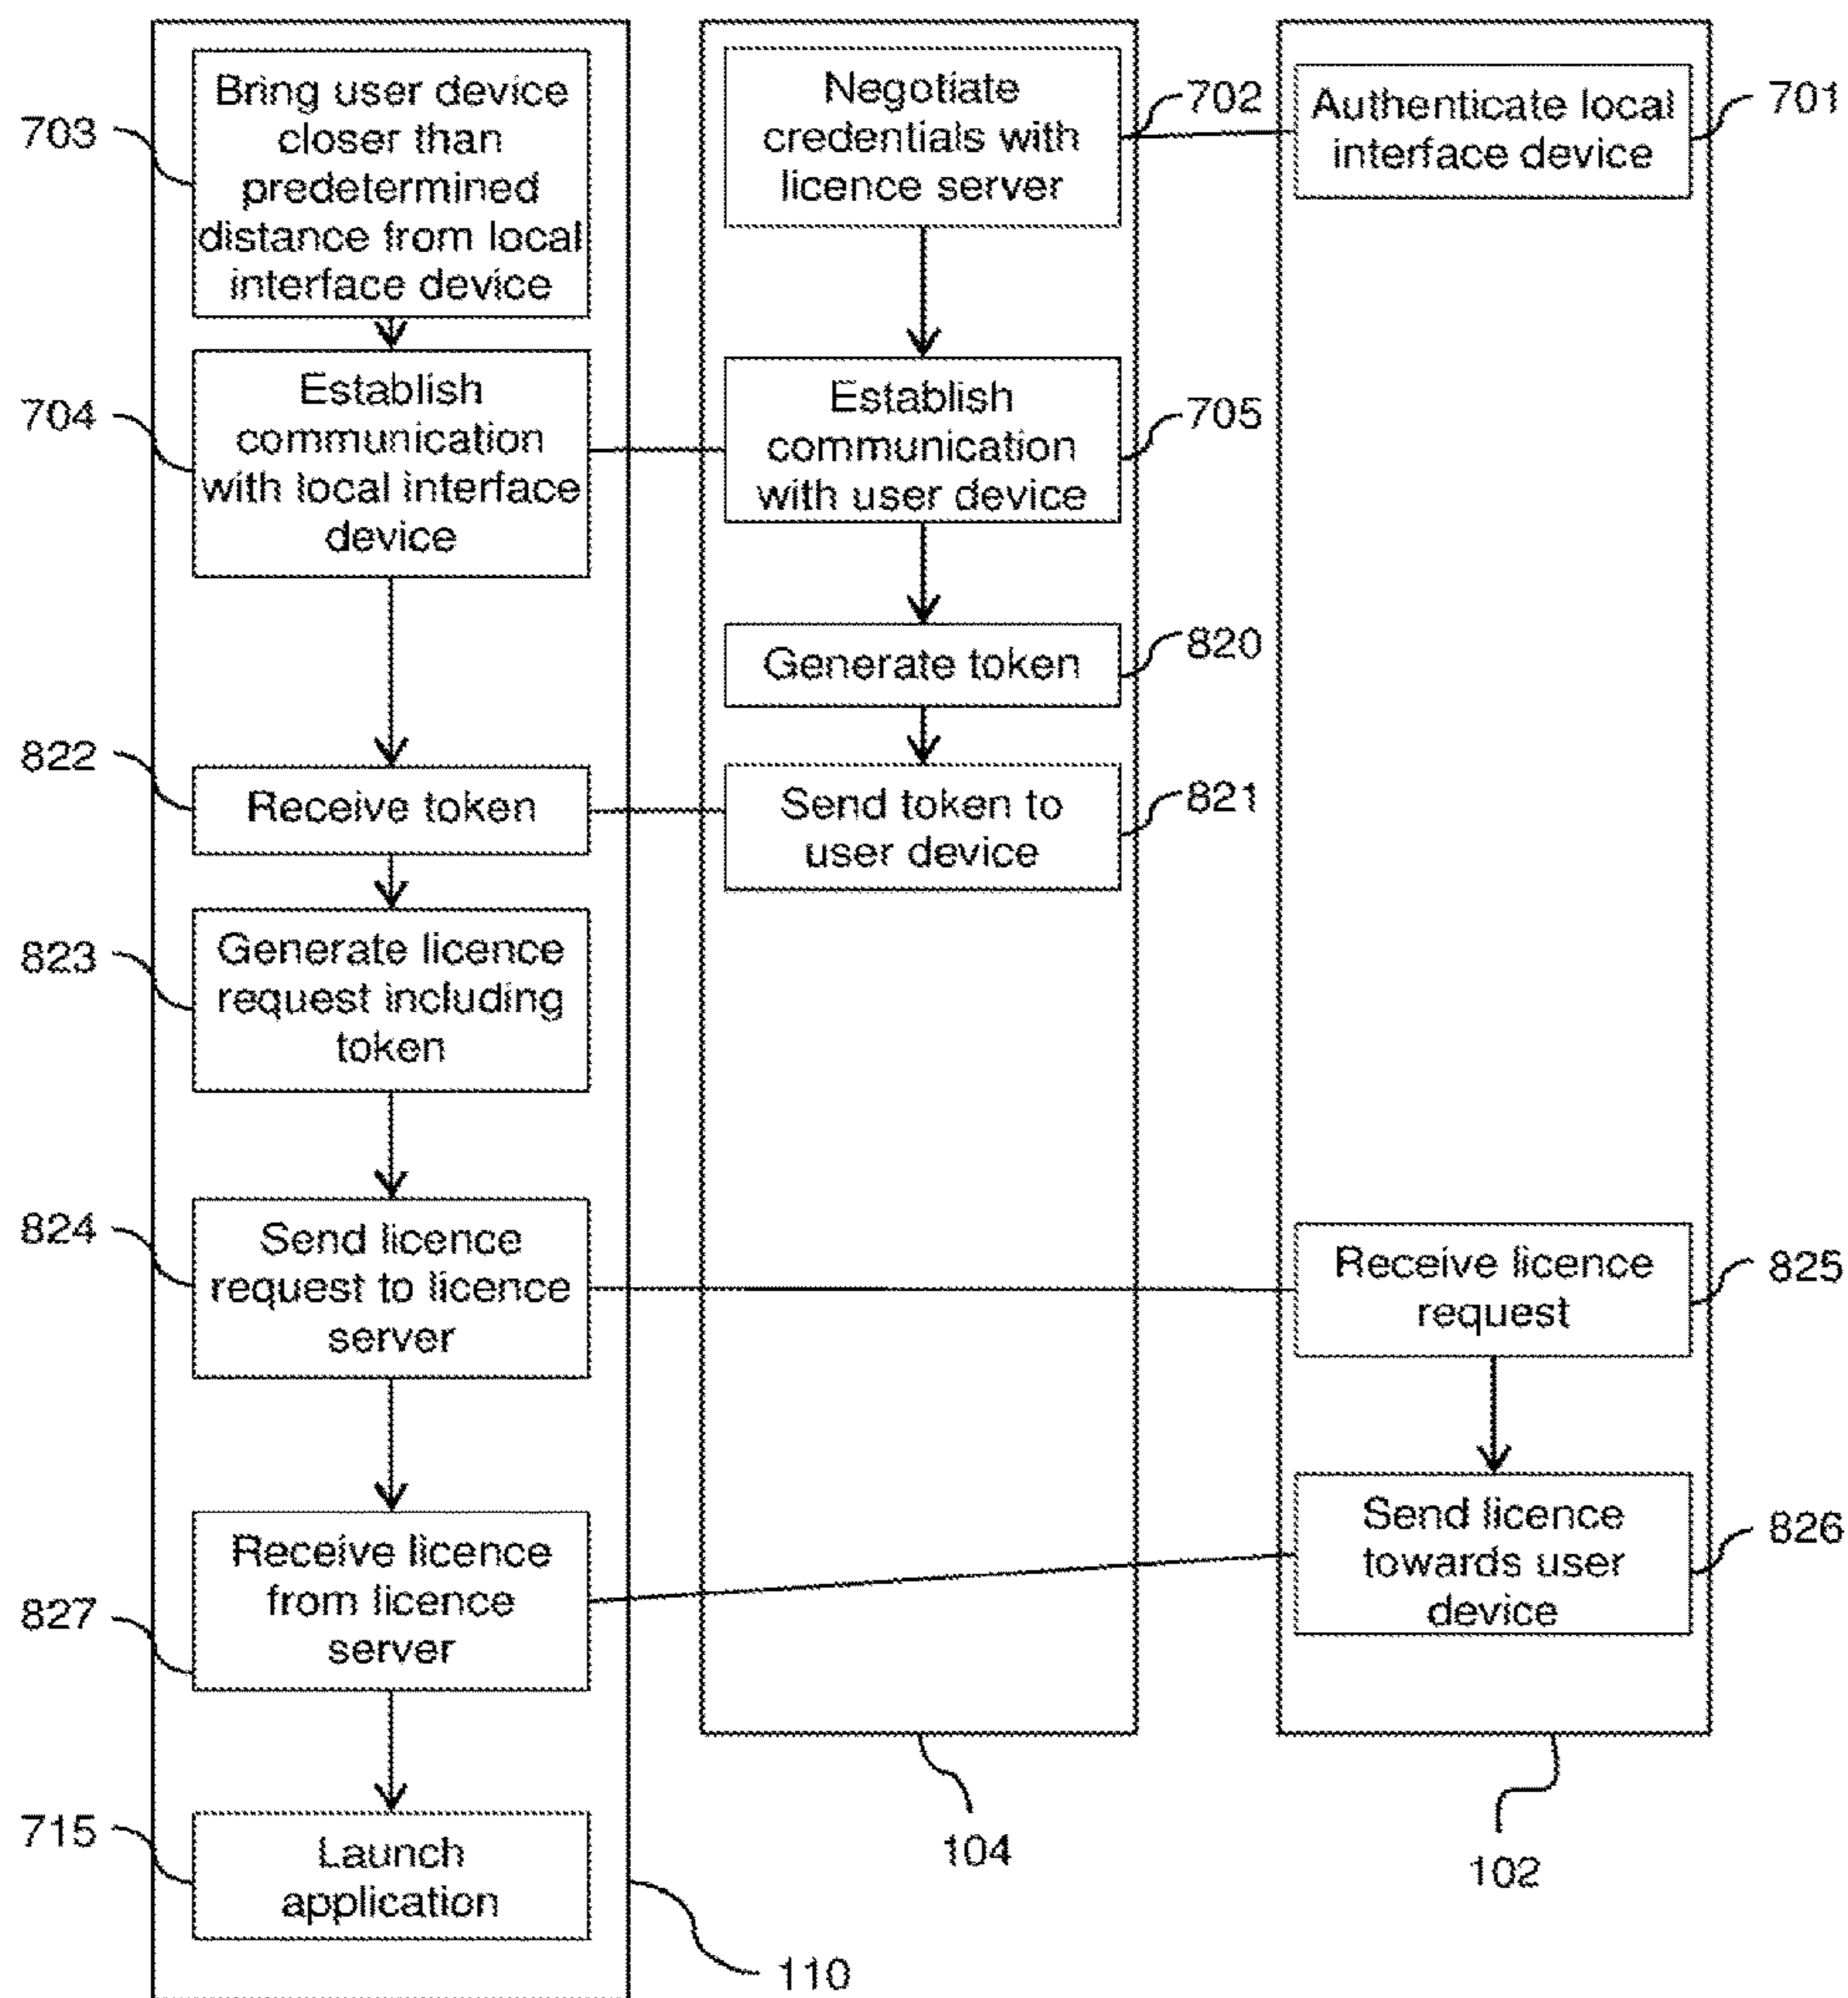 703
Bring user device
closer than
predetermined
distance from local
interface device
704
Establish
communication
with local interface
device
822
Receive token
823
Generate licence
request including
token
824
Send licence
request to licence
server
827
Receive licence
from licence
server
715
Launch
application
110
Negotiate
credentials with
licence server
702
Establish
communication
with user device
705
Generate token
820
Send token to
user device
821
104
Authenticate local
interface device
701
Receive licence
request
825
Send licence
towards user
device
826
102